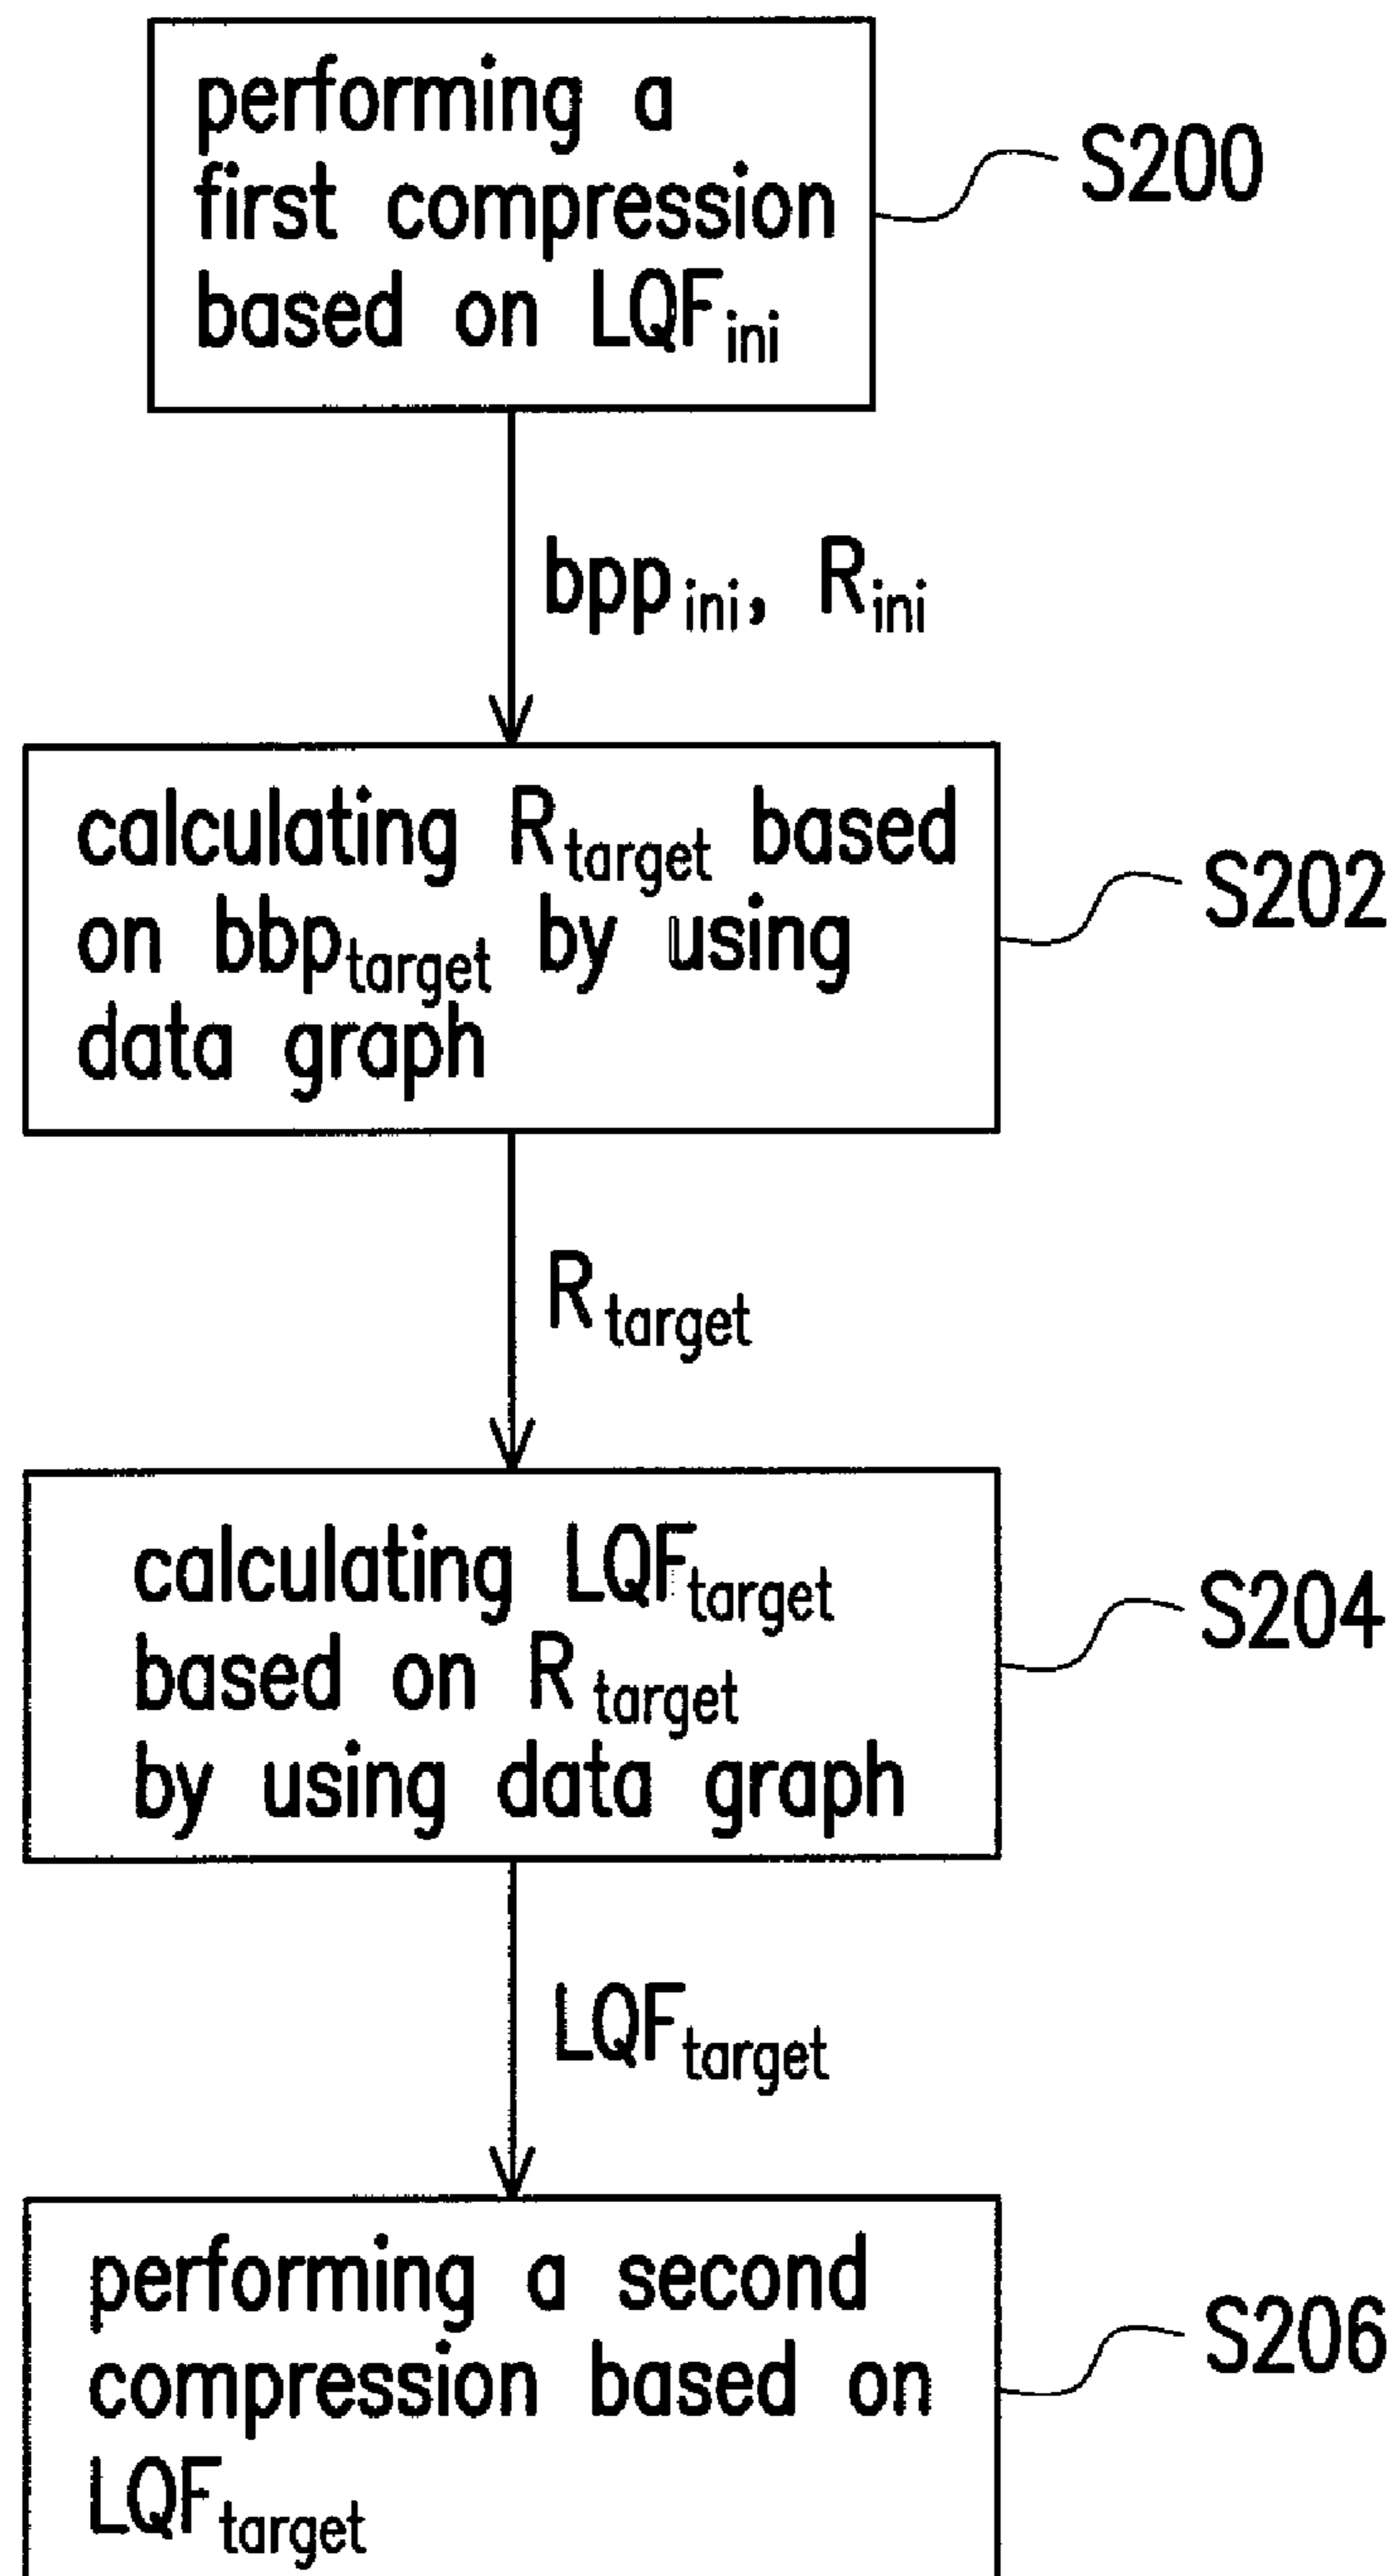 performing a
first compression
based on LQFini
S200
bppini, Rini
calculating Rtarget based
on bbptarget by using
data graph
S202
Rtarget
calculating LQFtarget
based on Rtarget
by using data graph
S204
LQFtarget
performing a second
compression based on
LQFtarget
S206